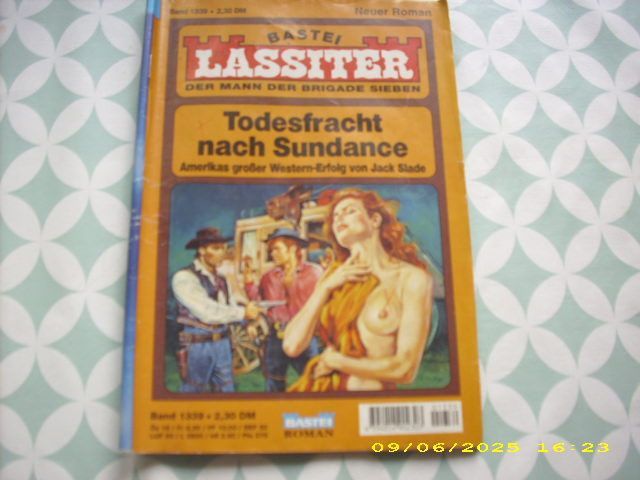 Band 1339 • 2,30 DM
Neuer Roman
BASTEI
LASSITER
DER MANN DER BRIGADE SIEBEN
Todesfracht
nach Sundance
Amerikas großer Western-Erfolg von Jack Slade
Band 1339 • 2,30 DM
BASTEI
ROMAN
09/06/2025 16:23